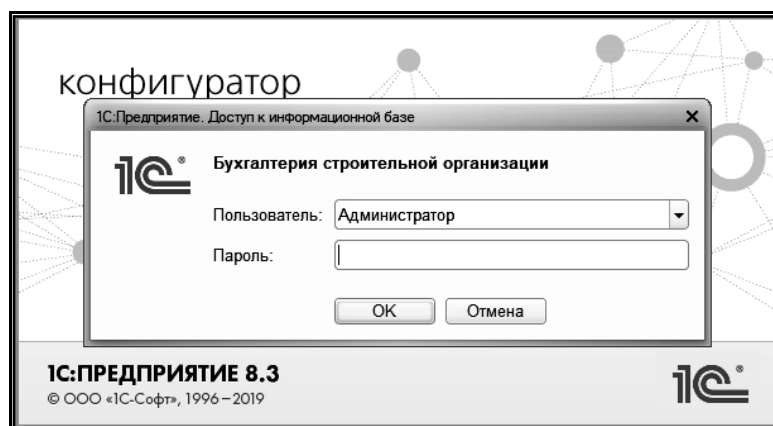 конфигуратор
1С:Предприятие. Доступ к информационной базе
1С®
Бухгалтерия строительной организации
Пользователь: Администратор
Пароль:
OK Отмена
1С:ПРЕДПРИЯТИЕ 8.3
© ООО «1С-Софт», 1996–2019
1С®